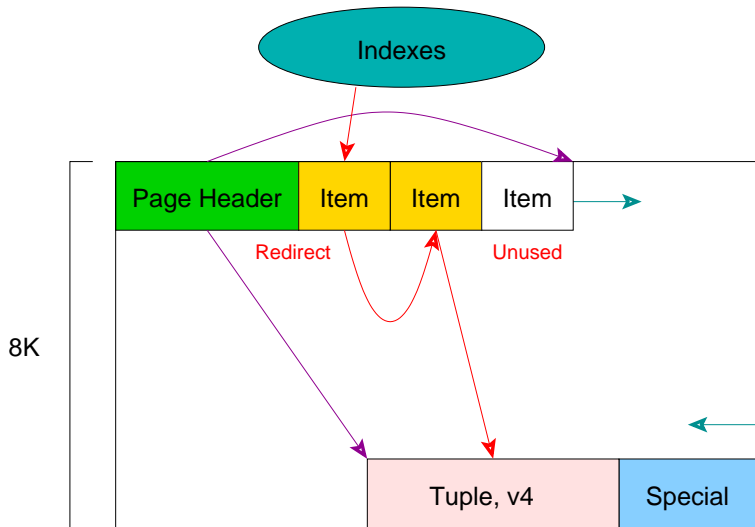 Indexes
Page Header
Item
Item
Item
Redirect
Unused
8K
Tuple, v4
Special